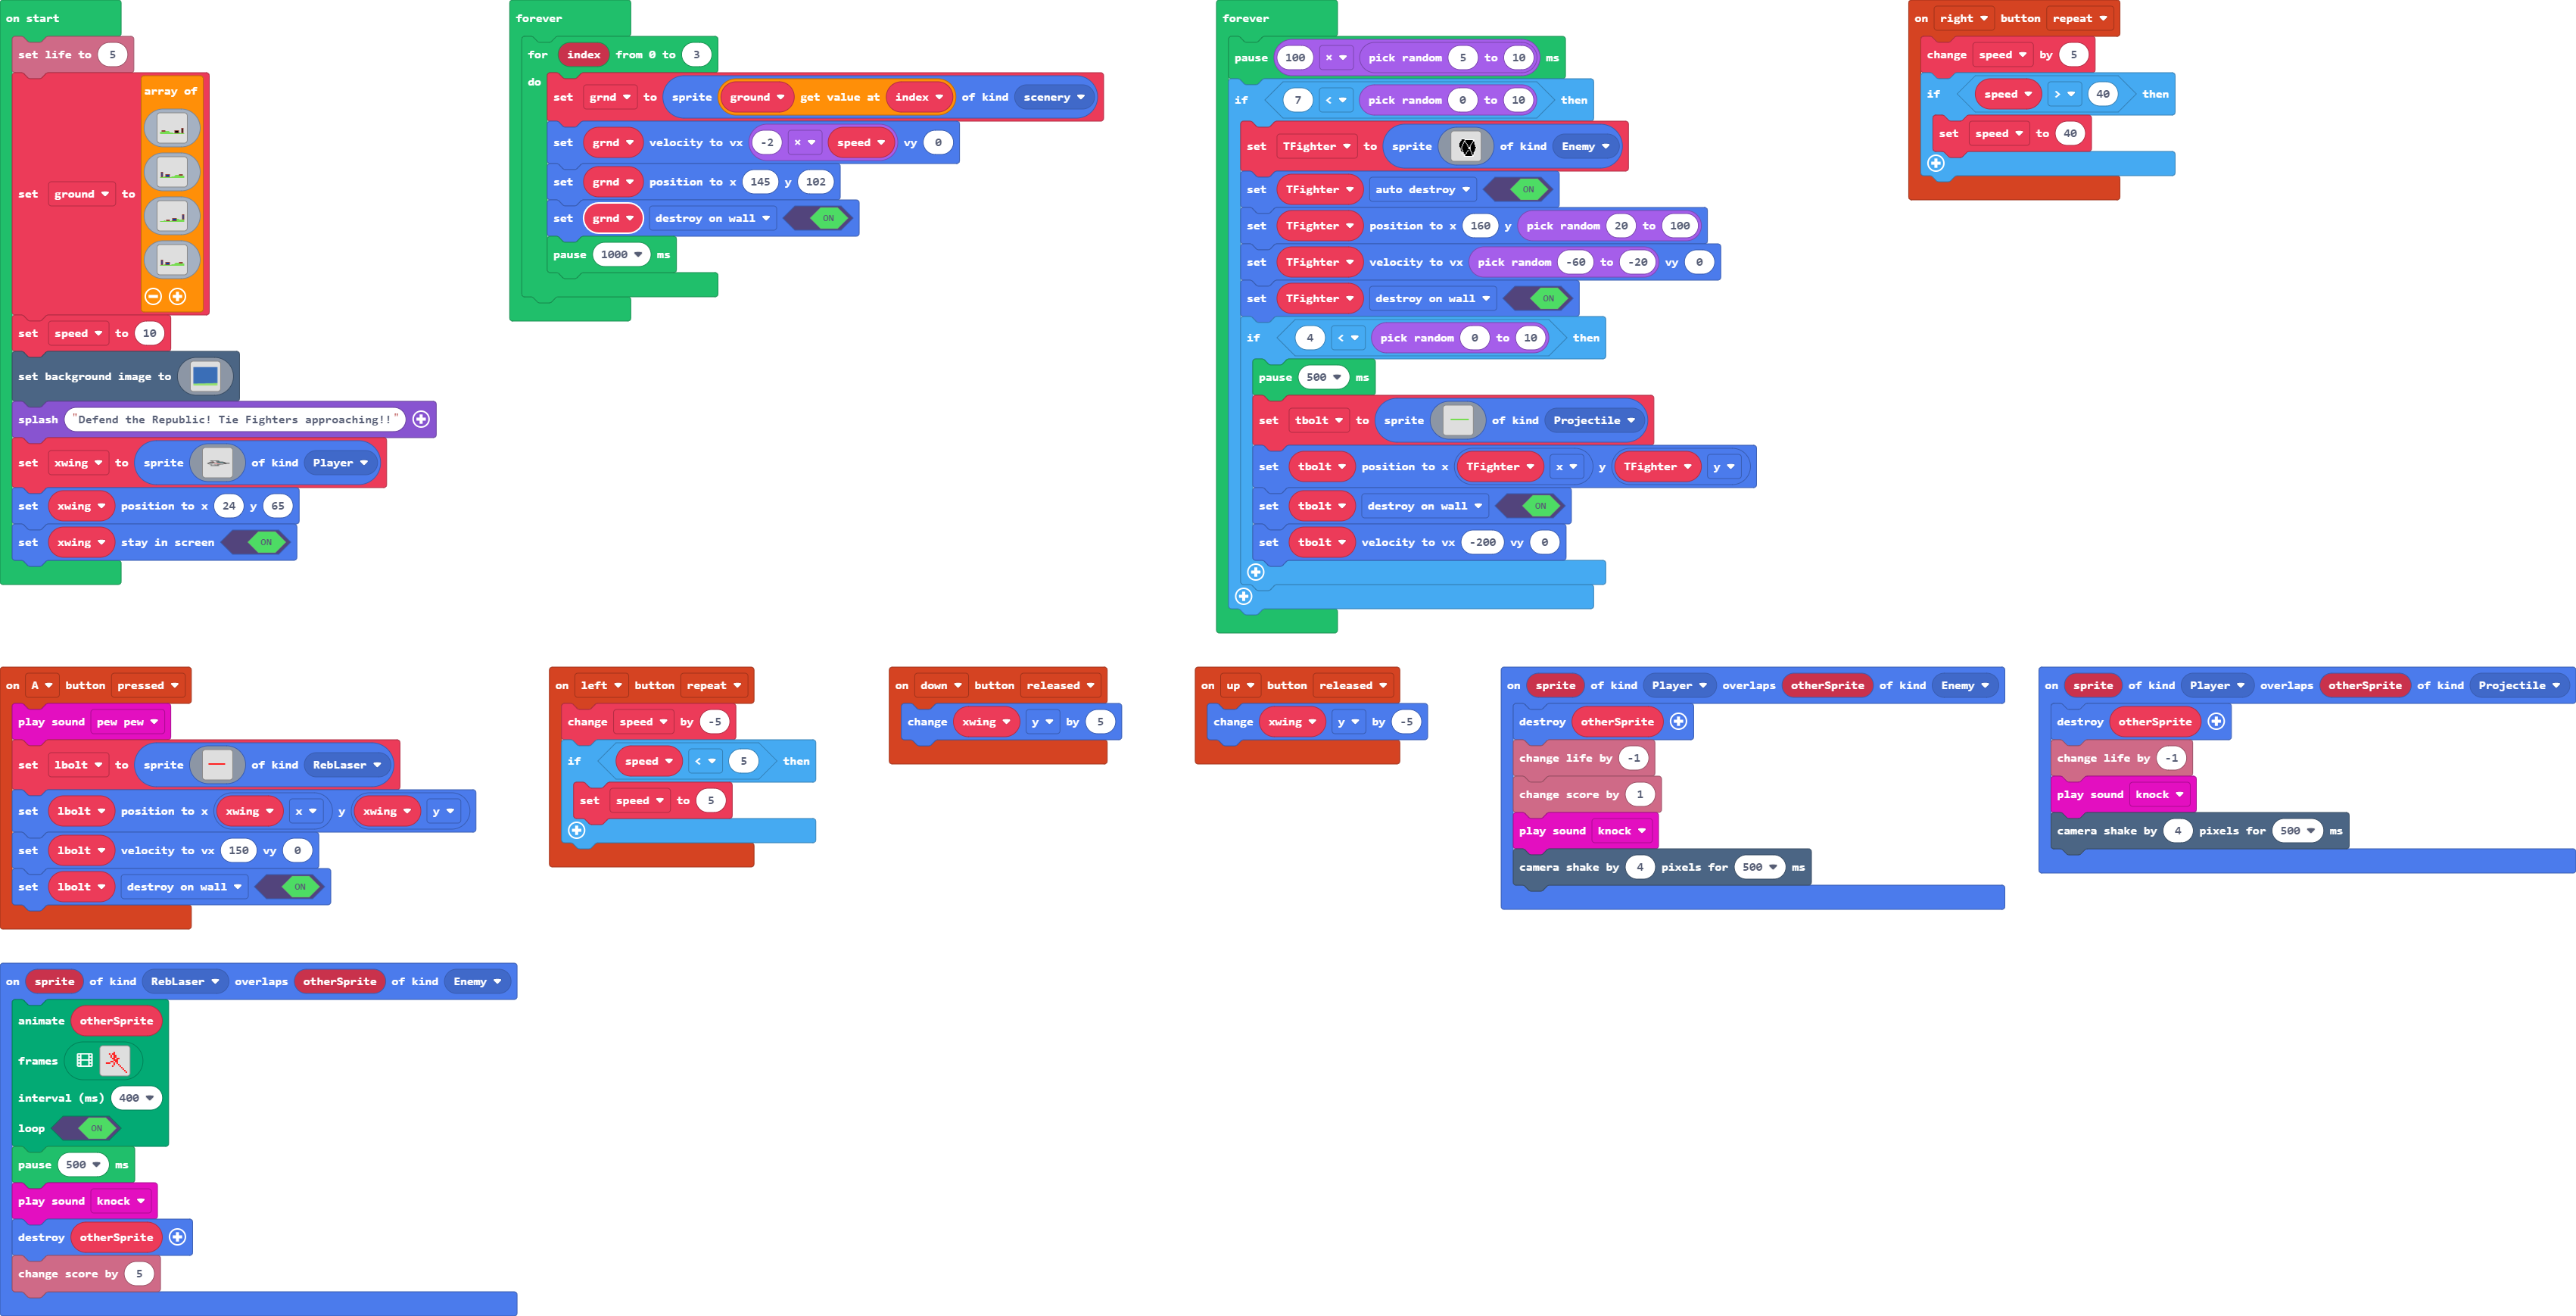 on start
set life to 5
set ground to array of
set speed to 10
set background image to
splash "Defend the Republic! Tie Fighters approaching!!"
set xwing to sprite of kind Player
set xwing position to x 24 y 65
set xwing stay in screen ON
forever
for index from 0 to 3
do
set grnd to sprite ground get value at index of kind scenery
set grnd velocity to vx -2 × speed vy 0
set grnd position to x 145 y 102
set grnd destroy on wall ON
pause 1000 ms
forever
pause 100 × pick random 5 to 10 ms
if 7 < pick random 0 to 10 then
set TFighter to sprite of kind Enemy
set TFighter auto destroy ON
set TFighter position to x 160 y pick random 20 to 100
set TFighter velocity to vx pick random -60 to -20 vy 0
set TFighter destroy on wall ON
if 4 < pick random 0 to 10 then
pause 500 ms
set tbolt to sprite of kind Projectile
set tbolt position to x TFighter x y TFighter y
set tbolt destroy on wall ON
set tbolt velocity to vx -200 vy 0
on right button repeat
change speed by 5
if speed > 40 then
set speed to 40
on A button pressed
play sound pew pew
set lbolt to sprite of kind RebLaser
set lbolt position to x xwing x y xwing y
set lbolt velocity to vx 150 vy 0
set lbolt destroy on wall ON
on left button repeat
change speed by -5
if speed < 5 then
set speed to 5
on down button released
change xwing y by 5
on up button released
change xwing y by -5
on sprite of kind Player overlaps otherSprite of kind Enemy
destroy otherSprite
change life by -1
change score by 1
play sound knock
camera shake by 4 pixels for 500 ms
on sprite of kind Player overlaps otherSprite of kind Projectile
destroy otherSprite
change life by -1
play sound knock
camera shake by 4 pixels for 500 ms
on sprite of kind RebLaser overlaps otherSprite of kind Enemy
animate otherSprite
frames
interval (ms) 400
loop ON
pause 500 ms
play sound knock
destroy otherSprite
change score by 5